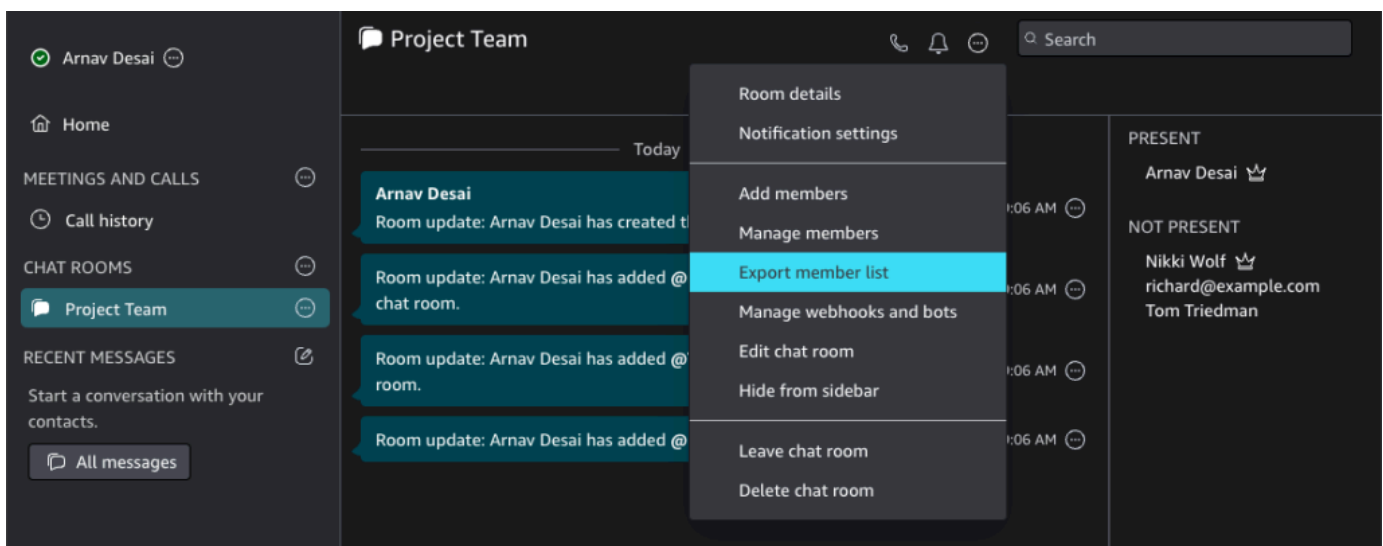 Arnav Desai
Home
MEETINGS AND CALLS
Call history
CHAT ROOMS
Project Team
RECENT MESSAGES
Start a conversation with your
contacts.
All messages
Project Team
Search
Today
Arnav Desai
Room update: Arnav Desai has created
:06 AM
Room update: Arnav Desai has added @
chat room.
:06 AM
Room update: Arnav Desai has added @
room.
:06 AM
Room update: Arnav Desai has added @
:06 AM
Room details
Notification settings
Add members
Manage members
Export member list
Manage webhooks and bots
Edit chat room
Hide from sidebar
Leave chat room
Delete chat room
PRESENT
Arnav Desai
NOT PRESENT
Nikki Wolf
richard@example.com
Tom Triedman